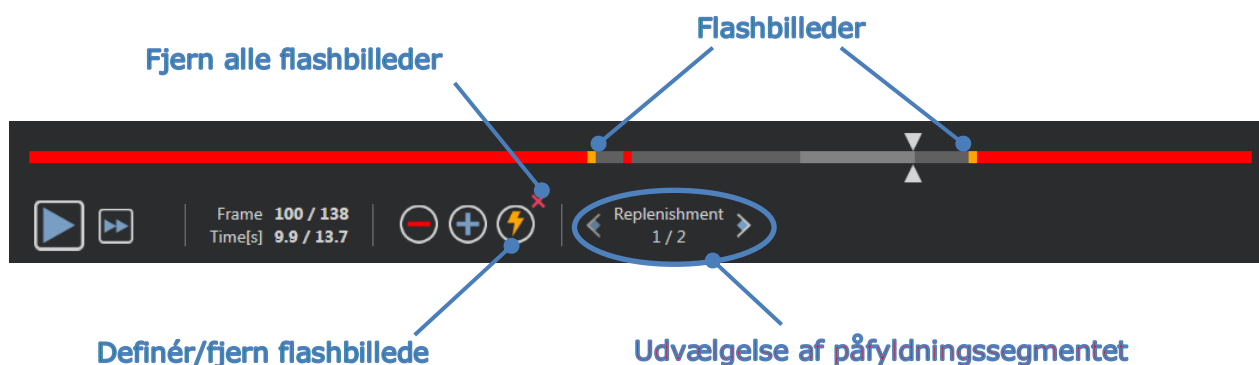 Flashbilleder
Fjern alle flashbilleder
Frame 100 / 138
Time[s] 9.9 / 13.7
Replenishment
1 / 2
Definér/fjern flashbillede
Udvælgelse af påfyldningssegmentet